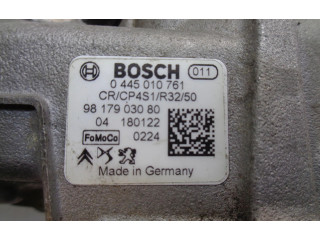 BOSCH 011
0 445 010 761
CR/CP4S1/R32/50
98 179 030 80
04 180122
FoMoCo 0224
Made in Germany